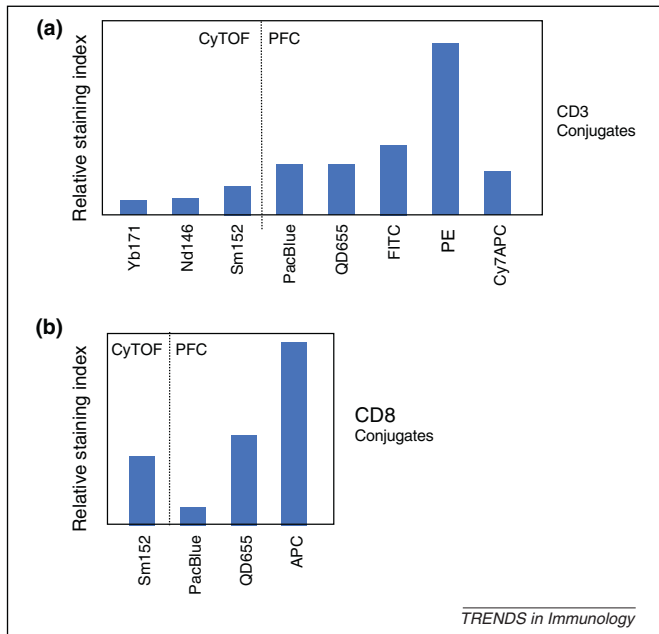 (a)
CyTOF PFC
Relative staining index
CD3
Conjugates
Yb171
Nd146
Sm152
PacBlue
QD655
FITC
PE
Cy7APC
(b)
CyTOF PFC
Relative staining index
CD8
Conjugates
Sm152
PacBlue
QD655
APC
TRENDS in Immunology